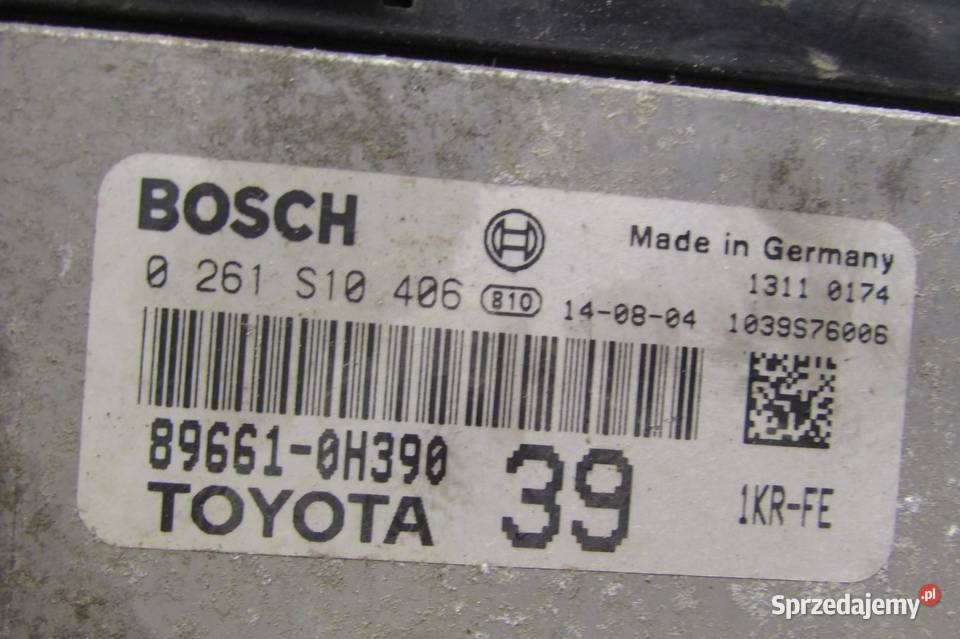 BOSCH
Made in Germany
0 261 S10 406 810 14-08-04
1311 0174
1039S76006
89661-0H390
TOYOTA
39
1KR-FE
Sprzedajemy.pl